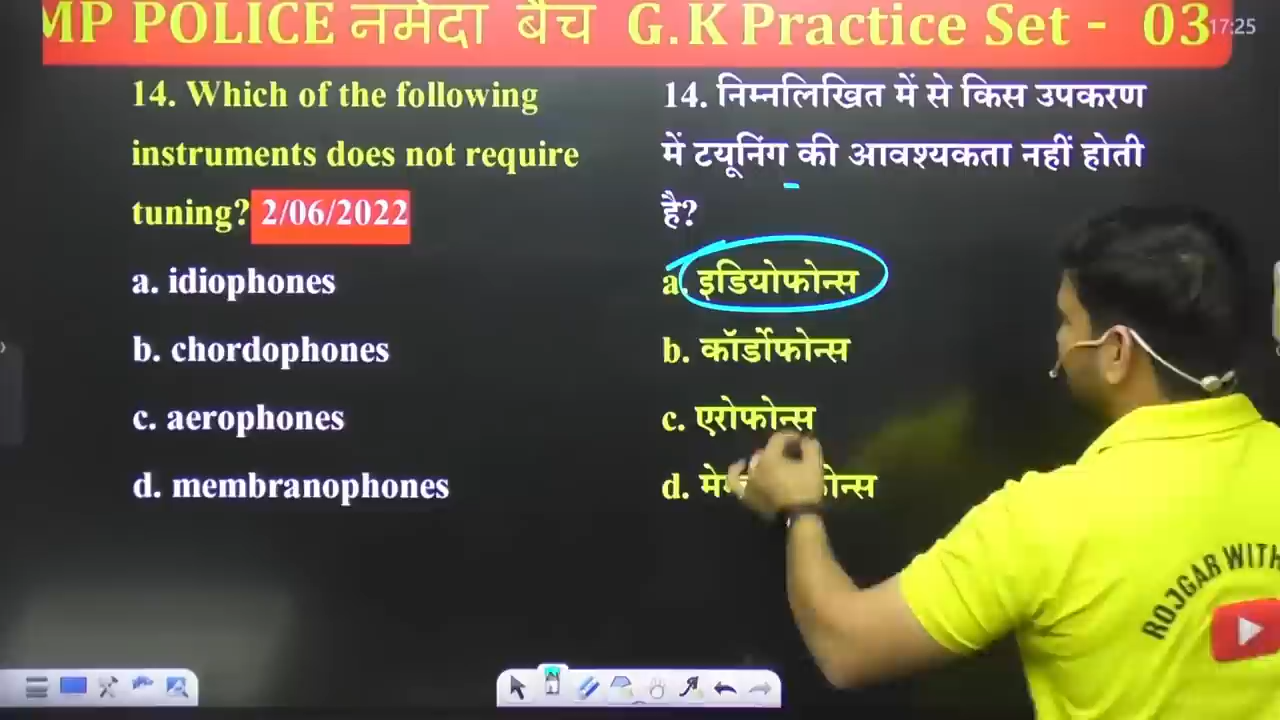 MP POLICE नर्मदा बैच G.K Practice Set - 03
17:25
14. Which of the following
instruments does not require
tuning? 2/06/2022
a. idiophones
b. chordophones
c. aerophones
d. membranophones
14. निम्नलिखित में से किस उपकरण
में टयूनिंग की आवश्यकता नहीं होती
है?
a. इडियोफोन्स
b. कॉर्डोफोन्स
c. एरोफोन्स
d.
ROJGAR WITH